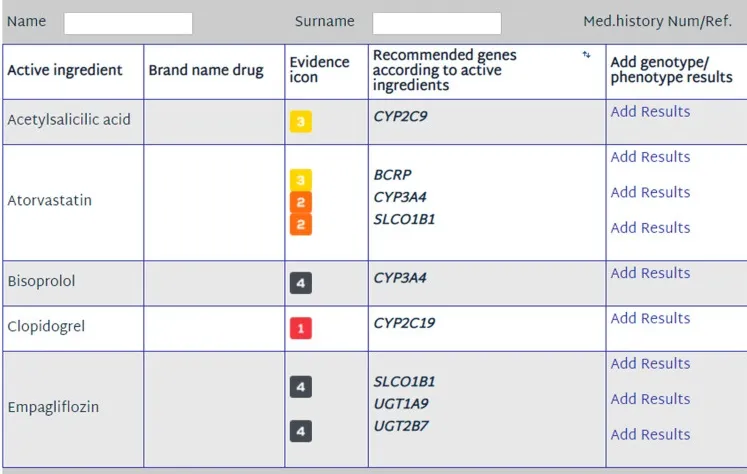 Name Surname Med.history Num/Ref.
Active ingredient Brand name drug Evidence icon Recommended genes according to active ingredients Add genotype/ phenotype results
Acetylsalicilic acid 3 CYP2C9 Add Results
Atorvastatin
3 BCRP Add Results
2 CYP3A4 Add Results
2 SLCO1B1 Add Results
Bisoprolol 4 CYP3A4 Add Results
Clopidogrel 1 CYP2C19 Add Results
Empagliflozin
4 SLCO1B1 Add Results
UGT1A9 Add Results
4 UGT2B7 Add Results